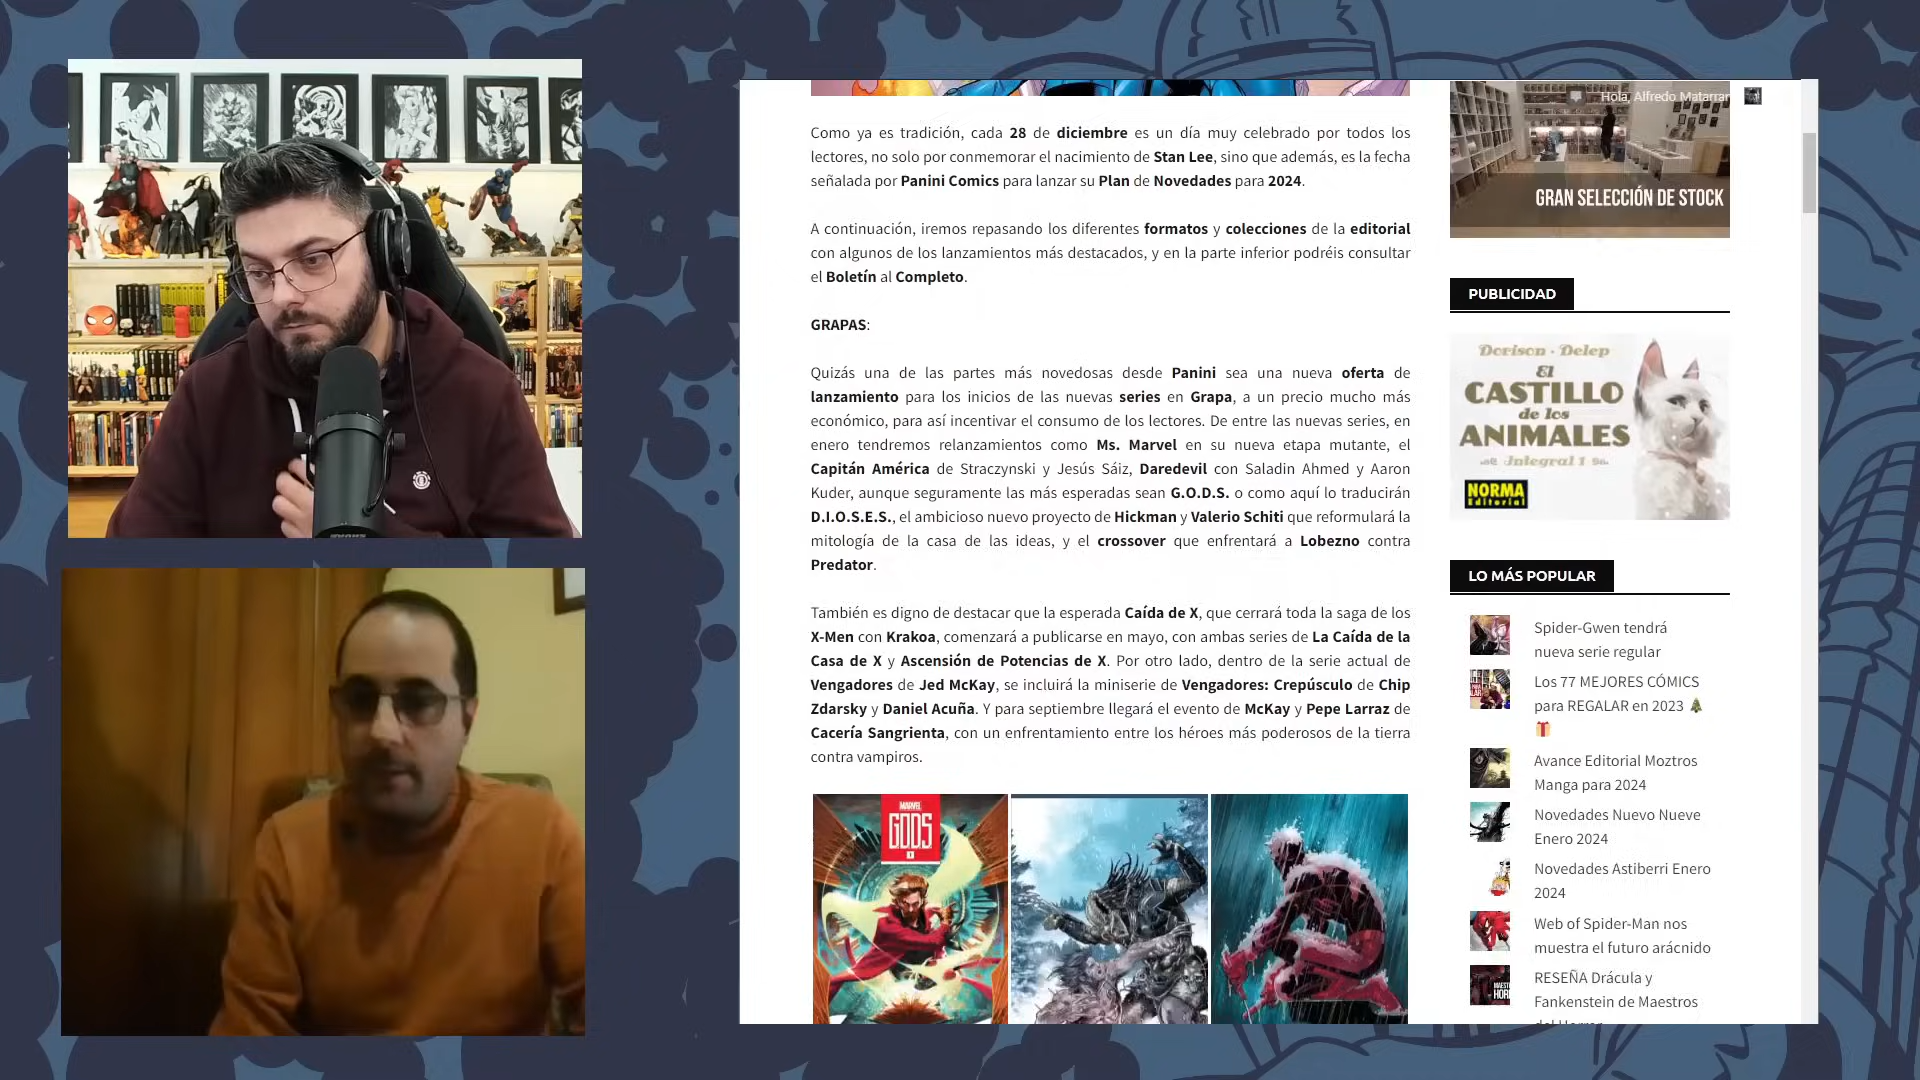 Como ya es tradición, cada 28 de diciembre es un día muy celebrado por todos los
lectores, no solo por conmemorar el nacimiento de Stan Lee, sino que además, es la fecha
señalada por Panini Comics para lanzar su Plan de Novedades para 2024.
A continuación, iremos repasando los diferentes formatos y colecciones de la editorial
con algunos de los lanzamientos más destacados, y en la parte inferior podréis consultar
el Boletín al Completo.
GRAPAS:
Quizás una de las partes más novedosas desde Panini sea una nueva oferta de
lanzamiento para los inicios de las nuevas series en Grapa, a un precio mucho más
económico, para así incentivar el consumo de los lectores. De entre las nuevas series, en
enero tendremos relanzamientos como Ms. Marvel en su nueva etapa mutante, el
Capitán América de Straczynski y Jesús Sáiz, Daredevil con Saladin Ahmed y Aaron
Kuder, aunque seguramente las más esperadas sean G.O.D.S. o como aquí lo traducirán
D.I.O.S.E.S., el ambicioso nuevo proyecto de Hickman y Valerio Schiti que reformulará la
mitología de la casa de las ideas, y el crossover que enfrentará a Lobezno contra
Predator.
También es digno de destacar que la esperada Caída de X, que cerrará toda la saga de los
X-Men con Krakoa, comenzará a publicarse en mayo, con ambas series de La Caída de la
Casa de X y Ascensión de Potencias de X. Por otro lado, dentro de la serie actual de
Vengadores de Jed McKay, se incluirá la miniserie de Vengadores: Crepúsculo de Chip
Zdarsky y Daniel Acuña. Y para septiembre llegará el evento de McKay y Pepe Larraz de
Cacería Sangrienta, con un enfrentamiento entre los héroes más poderosos de la tierra
contra vampiros.
MARVEL
GODS
1
Hola, Alfredo Matarran
GRAN SELECCIÓN DE STOCK
PUBLICIDAD
Dorison · Delep
El
CASTILLO
de los
ANIMALES
Integral 1
NORMA
Editorial
LO MÁS POPULAR
Spider-Gwen tendrá
nueva serie regular
Los 77 MEJORES CÓMICS
para REGALAR en 2023 🎄
🎁
Avance Editorial Moztros
Manga para 2024
Novedades Nuevo Nueve
Enero 2024
Novedades Astiberri Enero
2024
Web of Spider-Man nos
muestra el futuro arácnido
RESEÑA Drácula y
Fankenstein de Maestros
del Horror